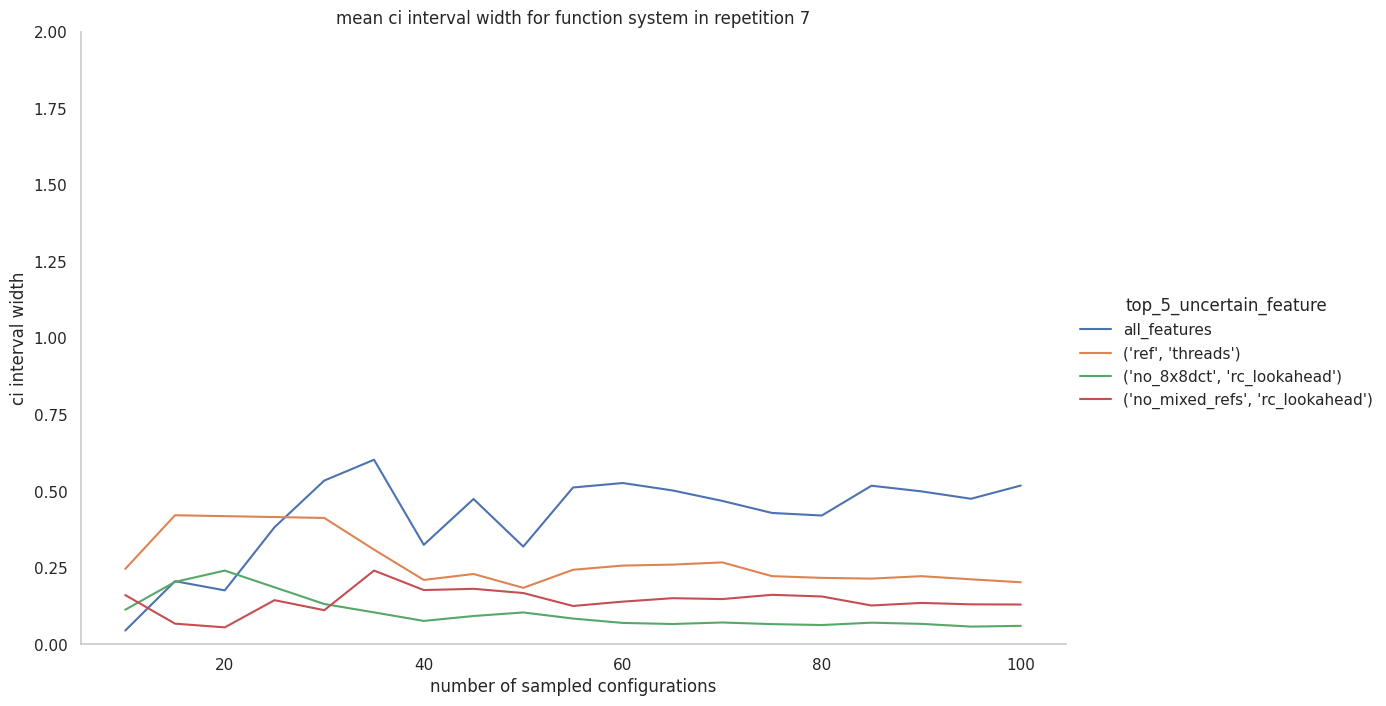 mean ci interval width for function system in repetition 7
2.00
1.75
1.50
1.25
1.00
0.75
0.50
0.25
0.00
ci interval width
20
40
60
80
100
number of sampled configurations
top_5_uncertain_feature
all_features
('ref', 'threads')
('no_8x8dct', 'rc_lookahead')
('no_mixed_refs', 'rc_lookahead')